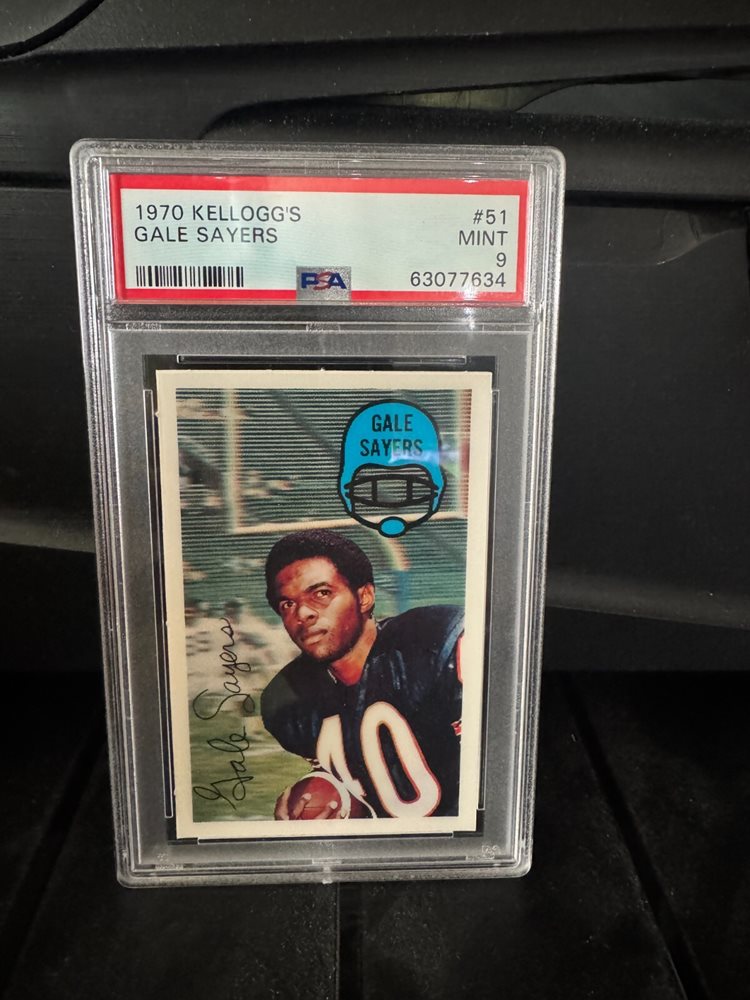 1970 KELLOGG'S #51
GALE SAYERS MINT
9
PSA 63077634
GALE
SAYERS
Gale Sayers
40